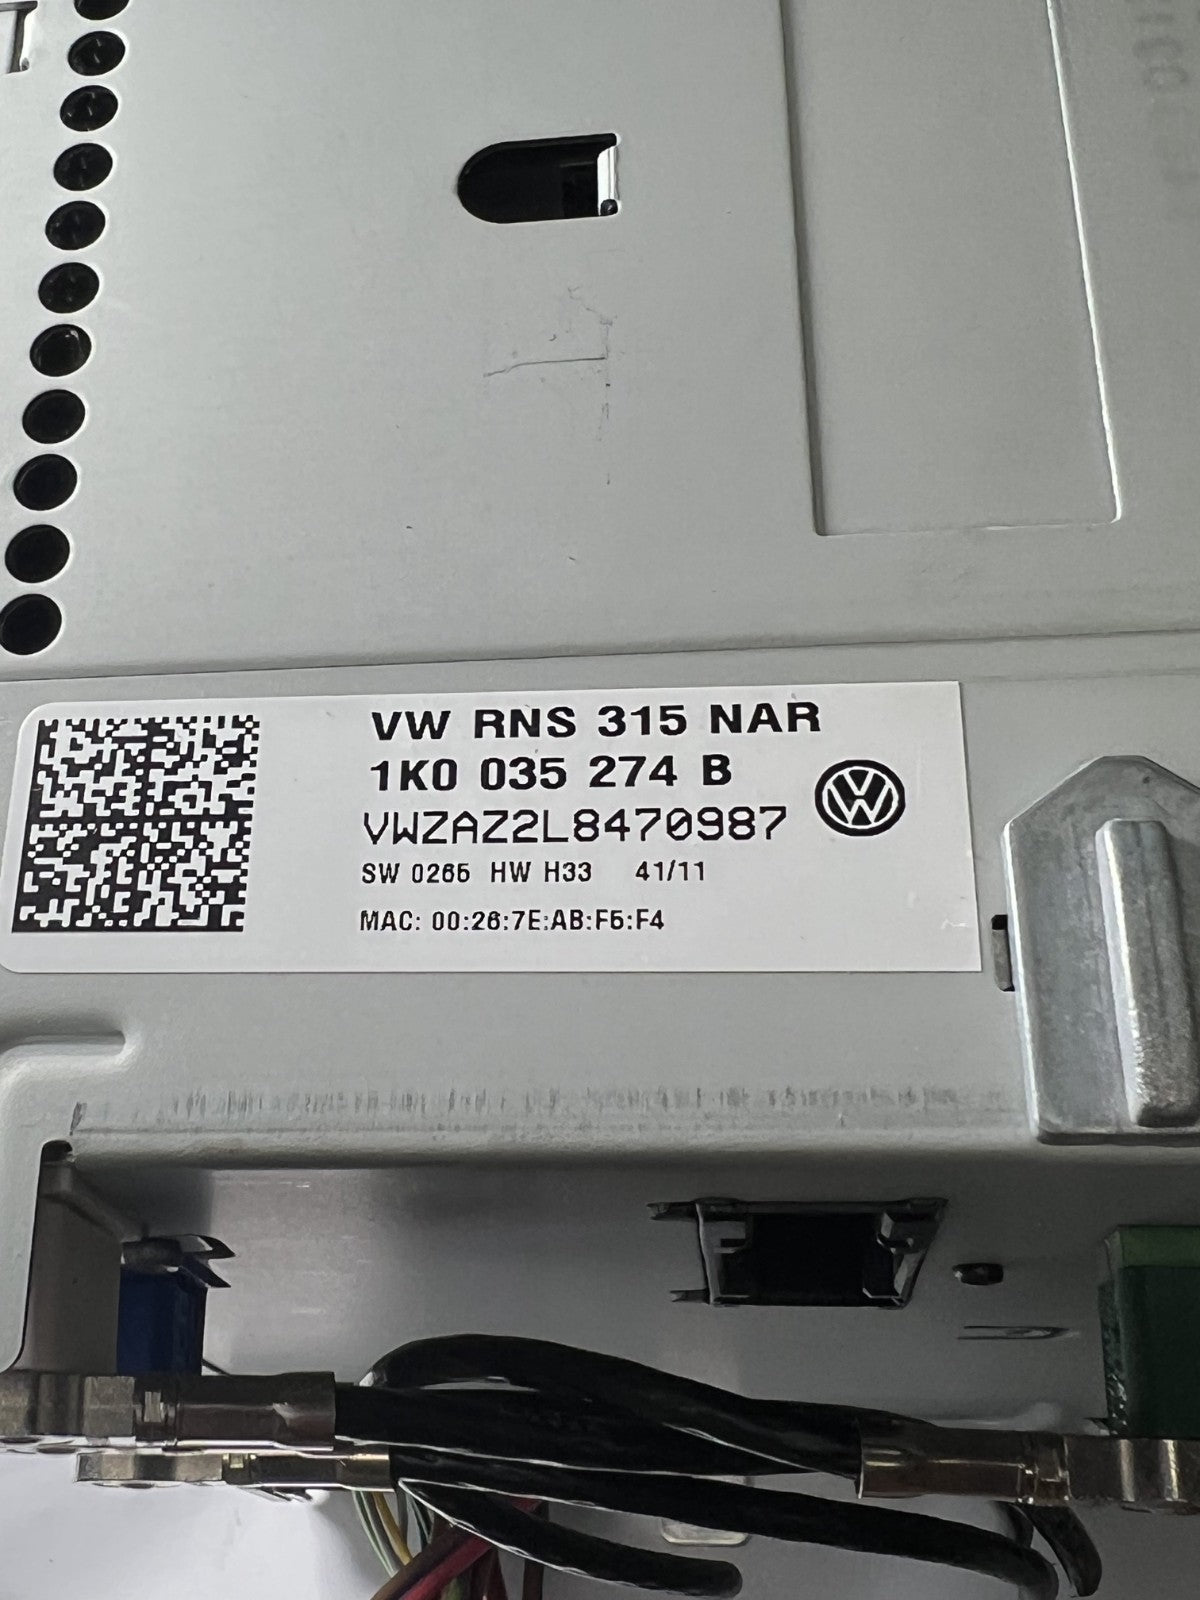 VW RNS 315 NAR
1K0 035 274 B
VWZAZ2L8470987
SW 0265 HW H33 41/11
MAC: 00:26:7E:AB:F5:F4